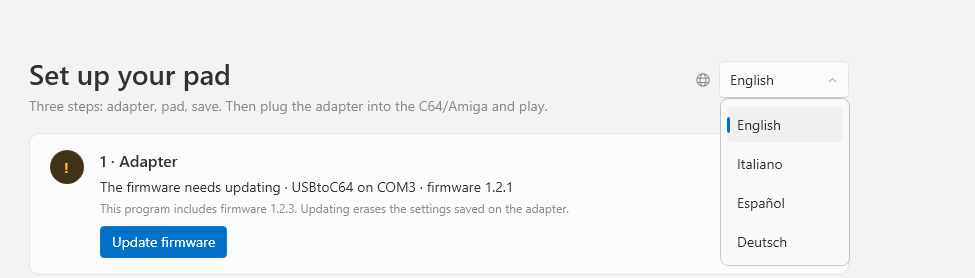 Set up your pad
English
Three steps: adapter, pad, save. Then plug the adapter into the C64/Amiga and play.
English
Italiano
Español
Deutsch
!
1 · Adapter
The firmware needs updating · USBtoC64 on COM3 · firmware 1.2.1
This program includes firmware 1.2.3. Updating erases the settings saved on the adapter.
Update firmware